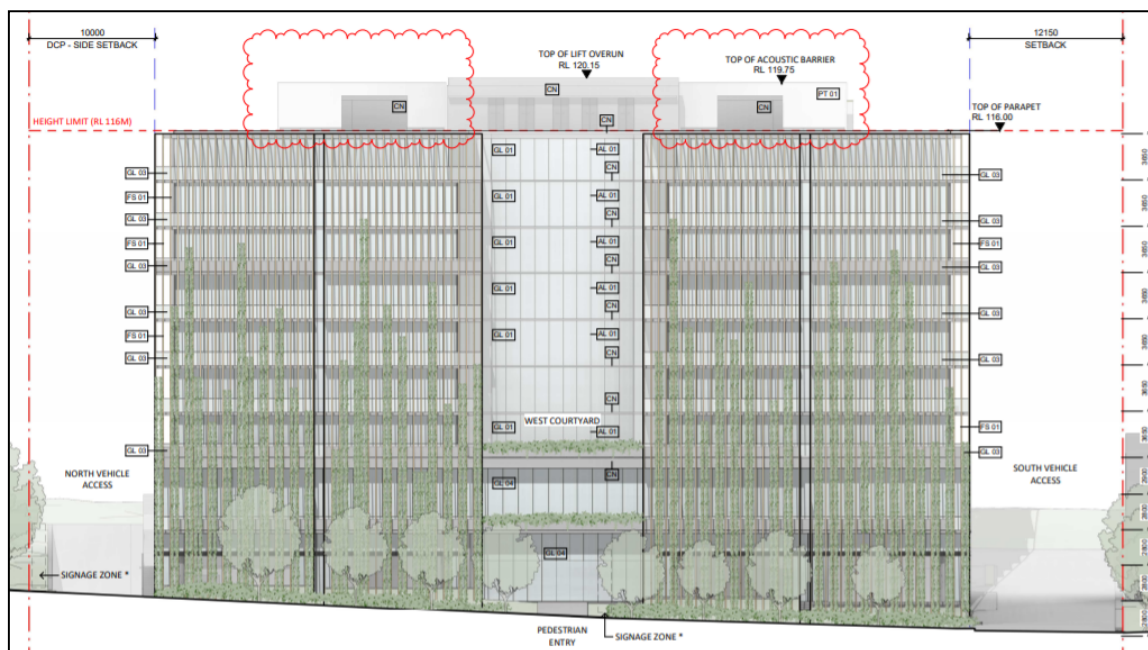 10000
DCP - SIDE SETBACK
12150
SETBACK
TOP OF LIFT OVERUN
RL 120.15
TOP OF ACOUSTIC BARRIER
RL 119.75
CN
PT 01
CN
CN
HEIGHT LIMIT (RL 116M)
TOP OF PARAPET
RL 116.00
CN
GL 01
AL 01
CN
GL 03
GL 03
FS 01
GL 01
AL 01
CN
GL 03
GL 03
FS 01
GL 01
AL 01
FS 01
CN
GL 03
GL 03
GL 01
AL 01
CN
GL 03
GL 03
FS 01
GL 01
AL 01
CN
GL 03
GL 03
CN
WEST COURTYARD
GL 01
AL 01
FS 01
GL 03
GL 03
CN
NORTH VEHICLE
ACCESS
GL 04
SOUTH VEHICLE
ACCESS
GL 04
SIGNAGE ZONE *
PEDESTRIAN
ENTRY
SIGNAGE ZONE *
3650
3650
3650